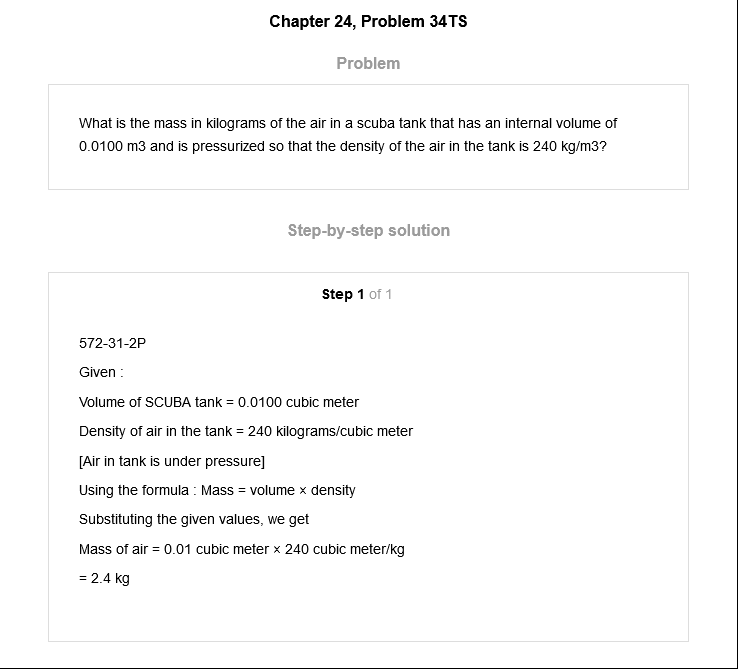 Chapter 24, Problem 34TS
Problem
What is the mass in kilograms of the air in a scuba tank that has an internal volume of
0.0100 m3 and is pressurized so that the density of the air in the tank is 240 kg/m3?
Step-by-step solution
Step 1 of 1
572-31-2P
Given :
Volume of SCUBA tank = 0.0100 cubic meter
Density of air in the tank = 240 kilograms/cubic meter
[Air in tank is under pressure]
Using the formula : Mass = volume × density
Substituting the given values, we get
Mass of air = 0.01 cubic meter × 240 cubic meter/kg
= 2.4 kg